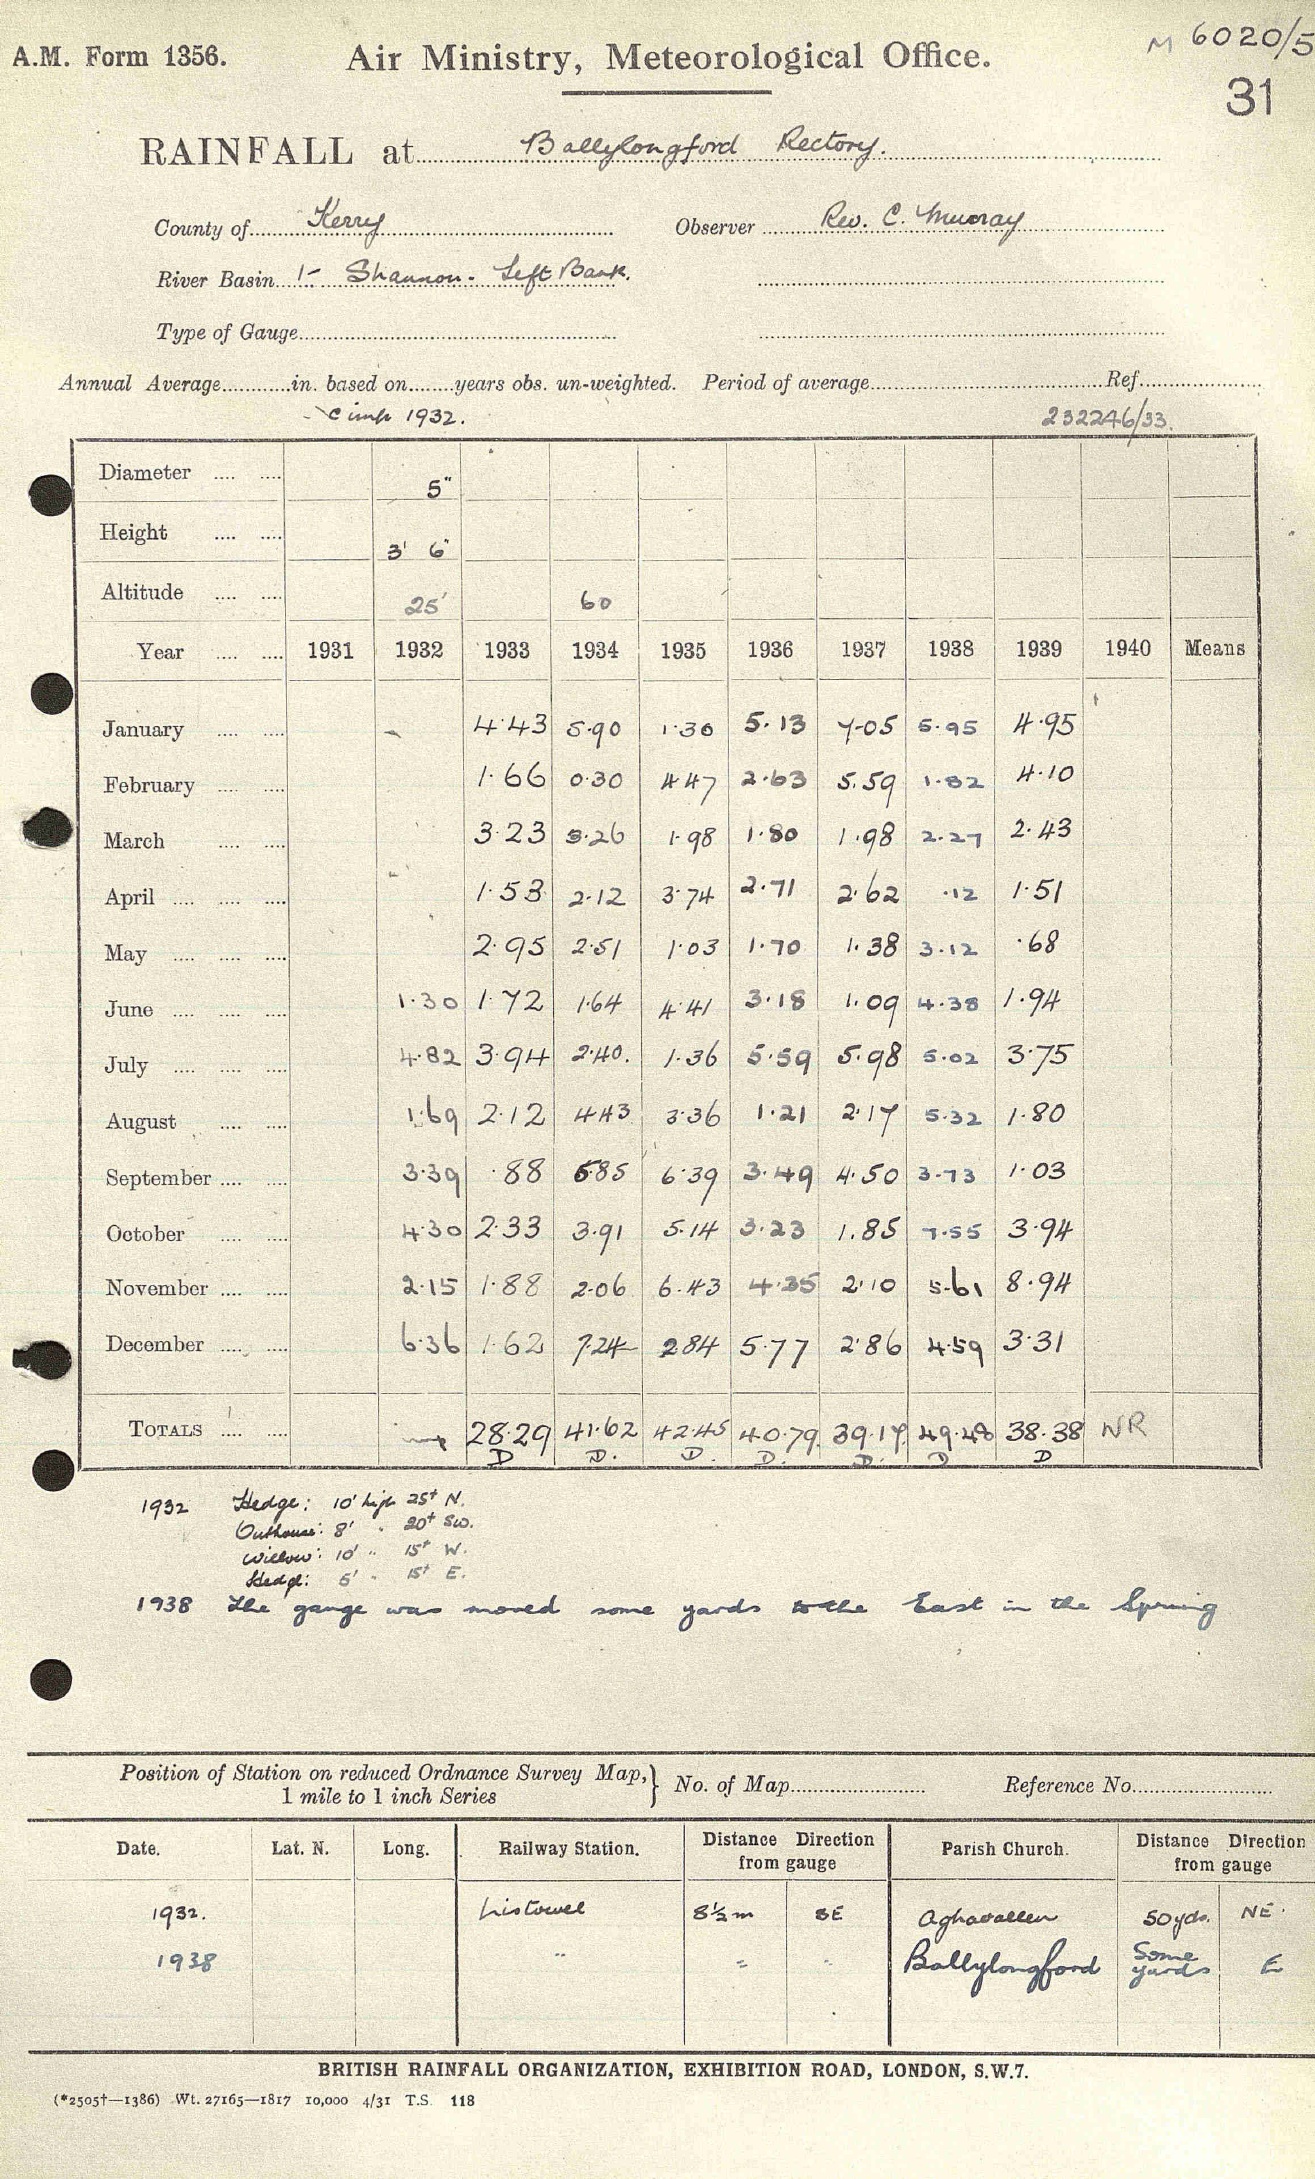 M 6020/5
A.M. Form 1356. Air Ministry, Meteorological Office.
31
RAINFALL at Ballylongford Rectory.
County of Kerry Observer Rev. C. Murray
River Basin 1- Shannon - Left Bank.
Type of Gauge
Annual Average in. based on years obs. un-weighted. Period of average Ref
1932. 232246/33.
Diameter 5"
Height 3' 6"
Altitude 25' 60
Year 1931 1932 1933 1934 1935 1936 1937 1938 1939 1940 Means
January 4.43 5.90 1.30 5.13 7.05 5.95 4.95
February 1.66 0.30 4.47 2.63 5.59 1.82 4.10
March 3.23 3.26 1.98 1.80 1.98 2.27 2.43
April 1.53 2.12 3.74 2.71 2.62 .12 1.51
May 2.95 2.51 1.03 1.70 1.38 3.12 .68
June 1.30 1.72 1.64 4.41 3.18 1.09 4.38 1.94
July 4.82 3.94 2.40. 1.36 5.59 5.98 5.02 3.75
August 1.69 2.12 4.43 3.36 1.21 2.17 5.32 1.80
September 3.39 .88 5.85 6.39 3.49 4.50 3.73 1.03
October 4.30 2.33 3.91 5.14 3.23 1.85 7.55 3.94
November 2.15 1.88 2.06 6.43 4.35 2.10 5.61 8.94
December 6.36 1.62 7.24 2.84 5.77 2.86 4.59 3.31
TOTALS 28.29 41.62 42.45 40.79 39.17 49.48 38.38 NR
D D. D. D. D. D D
1932 Hedge: 10' high 25+ N.
Outhouse: 8' " 20+ SW.
Willow: 10' " 15+ W.
Hedge: 5' " 15+ E.
1938 The gauge was moved some yards to the East in the Spring
Position of Station on reduced Ordnance Survey Map, } No. of Map Reference No.
1 mile to 1 inch Series
Date. Lat. N. Long. Railway Station. Distance Direction from gauge Parish Church. Distance Direction from gauge
1932. Listowel 8½ m SE Aghavallen 50 yds. NE.
1938 " " " Ballylongford Some yards E
BRITISH RAINFALL ORGANIZATION, EXHIBITION ROAD, LONDON, S.W.7.
(*2505†—1386) Wt. 27165—1817 10,000 4/31 T.S. 118